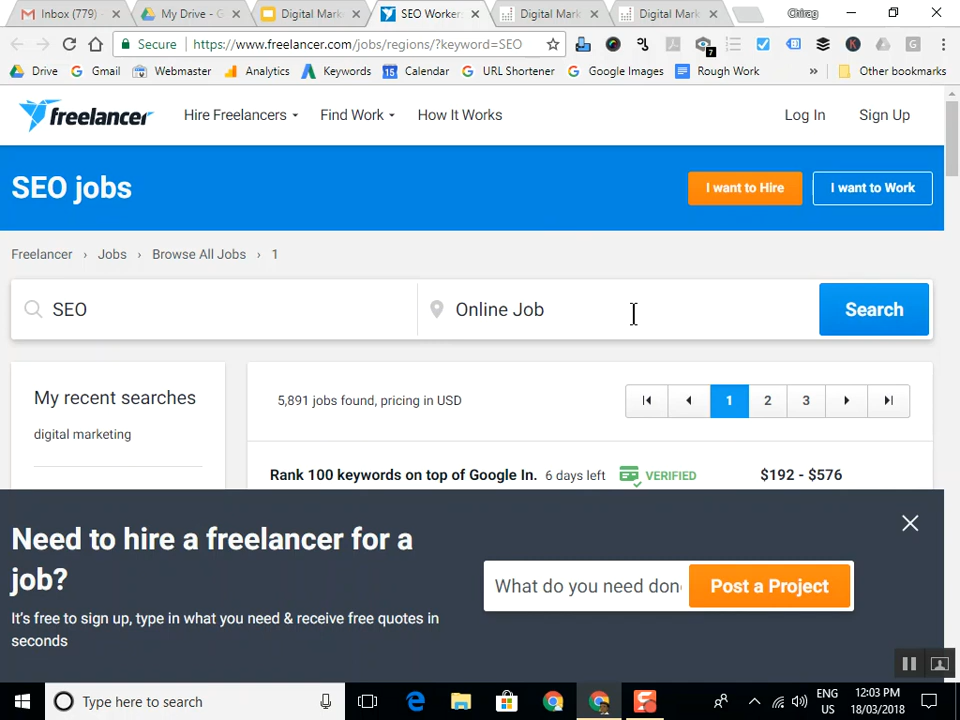 Inbox (779)
My Drive - G
Digital Mark
SEO Worker
Digital Mark
Digital Mark
Chirag
Secure
https://www.freelancer.com/jobs/regions/?keyword=SEO
7
Drive
Gmail
Webmaster
Analytics
Keywords
15
Calendar
URL Shortener
Google Images
Rough Work
»
Other bookmarks
freelancer
Hire Freelancers
Find Work
How It Works
Log In
Sign Up
SEO jobs
I want to Hire
I want to Work
Freelancer › Jobs › Browse All Jobs › 1
SEO
Online Job
Search
My recent searches
digital marketing
5,891 jobs found, pricing in USD
1
2
3
Rank 100 keywords on top of Google In. 6 days left VERIFIED $192 - $576
Need to hire a freelancer for a
job?
It's free to sign up, type in what you need & receive free quotes in
seconds
What do you need don
Post a Project
Type here to search
ENG
US
12:03 PM
18/03/2018